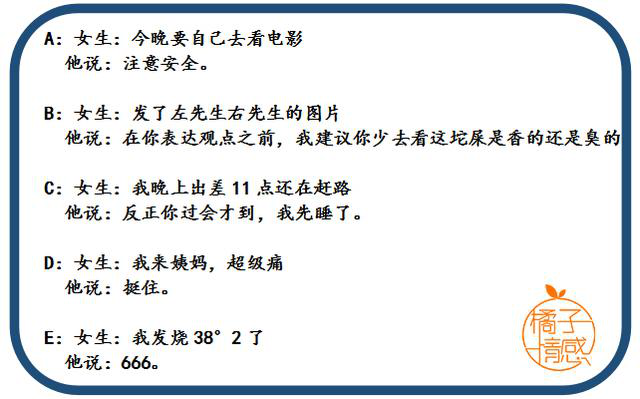 A：女生：今晚要自己去看电影
他说：注意安全。
B：女生：发了左先生右先生的图片
他说：在你表达观点之前，我建议你少去看这坨屎是香的还是臭的
C：女生：我晚上出差 11 点还在赶路
他说：反正你过会才到，我先睡了。
D：女生：我来姨妈，超级痛
他说：挺住。
E：女生：我发烧 38° 2 了
他说：666。
橘子
情感